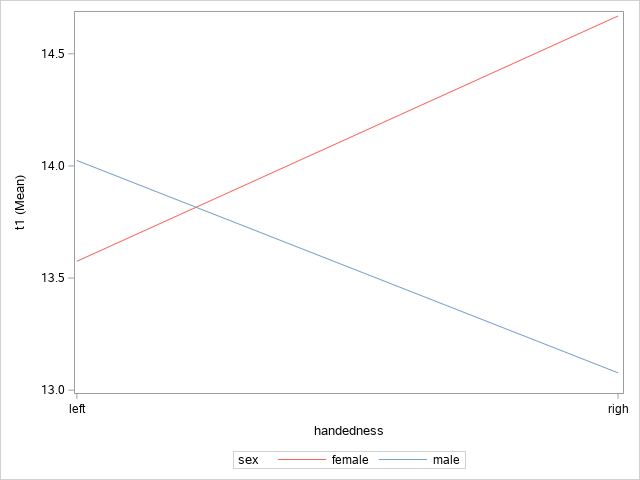 14.5
14.0
13.5
13.0
t1 (Mean)
left righ
handedness
sex female male